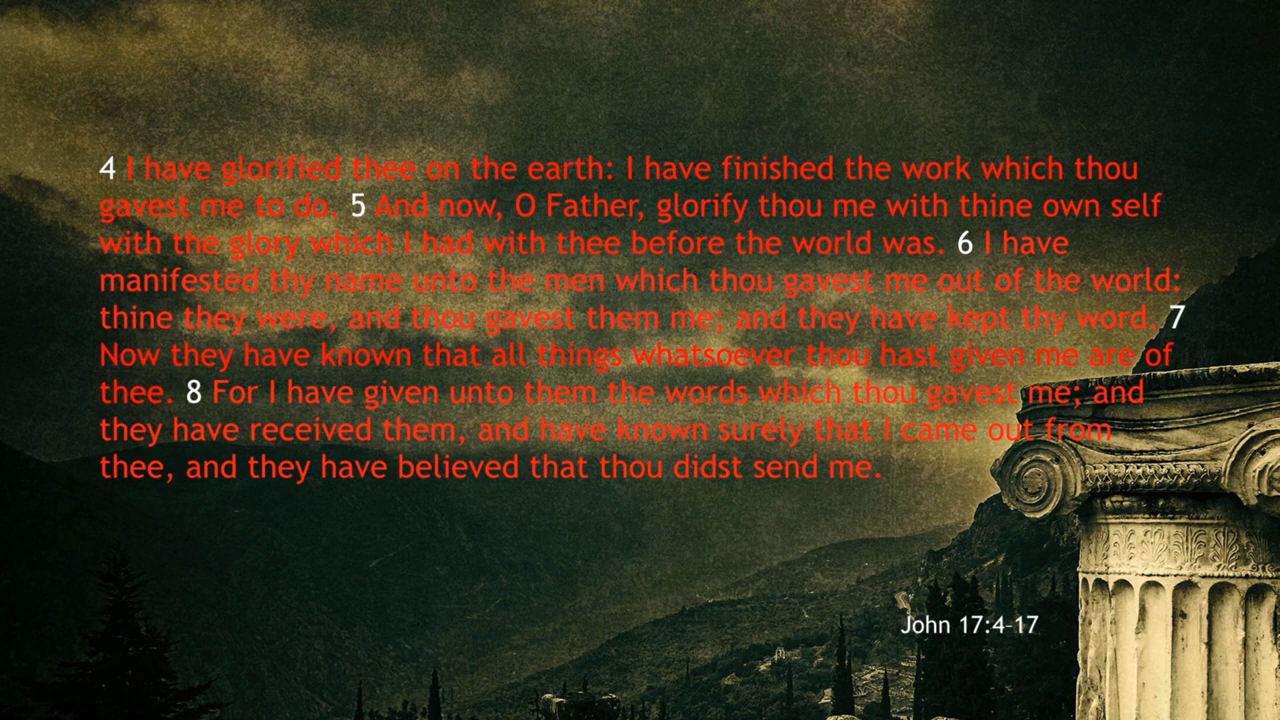 4 I have glorified thee on the earth: I have finished the work which thou
gavest me to do. 5 And now, O Father, glorify thou me with thine own self
with the glory which I had with thee before the world was. 6 I have
manifested thy name unto the men which thou gavest me out of the world:
thine they were, and thou gavest them me; and they have kept thy word. 7
Now they have known that all things whatsoever thou hast given me are of
thee. 8 For I have given unto them the words which thou gavest me; and
they have received them, and have known surely that I came out from
thee, and they have believed that thou didst send me.
John 17:4-17